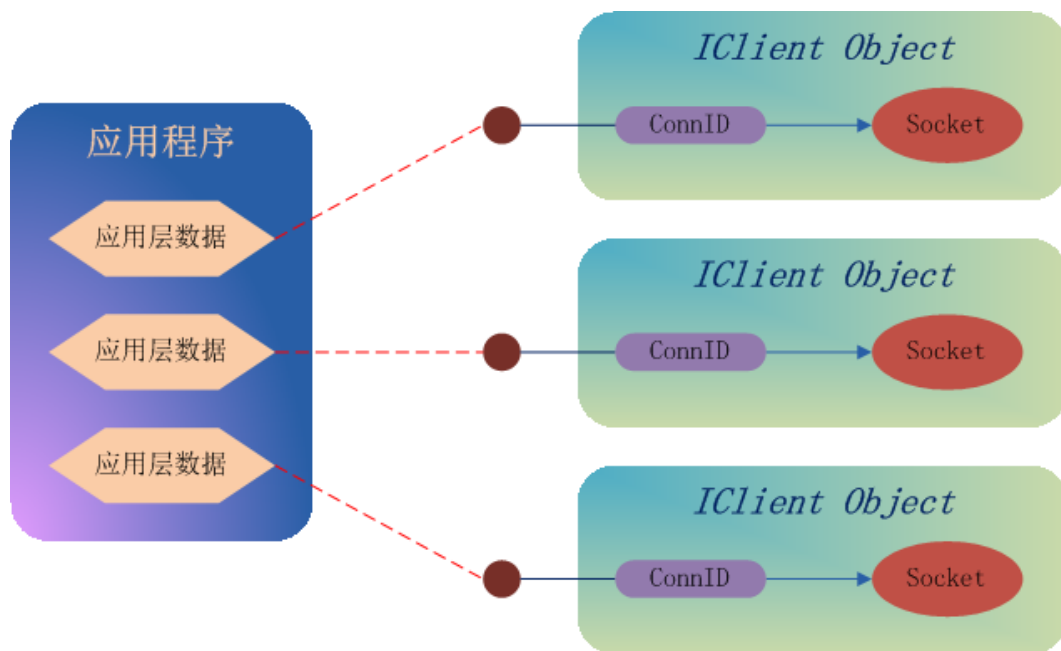 应用程序
应用层数据
应用层数据
应用层数据
IClient Object
ConnID
Socket
IClient Object
ConnID
Socket
IClient Object
ConnID
Socket